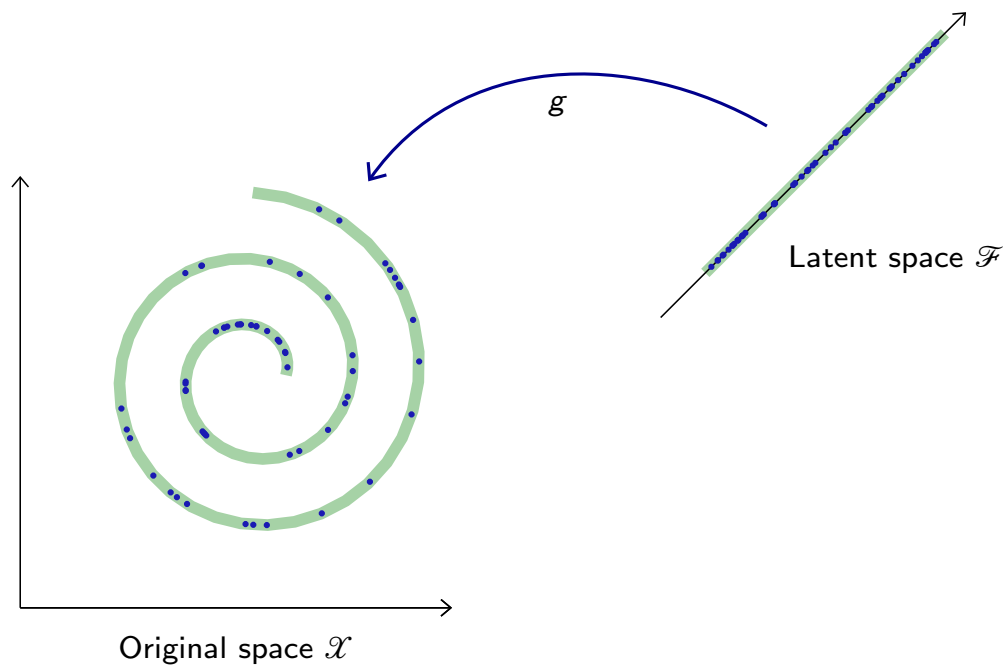 g
Latent space ℱ
Original space 𝒳